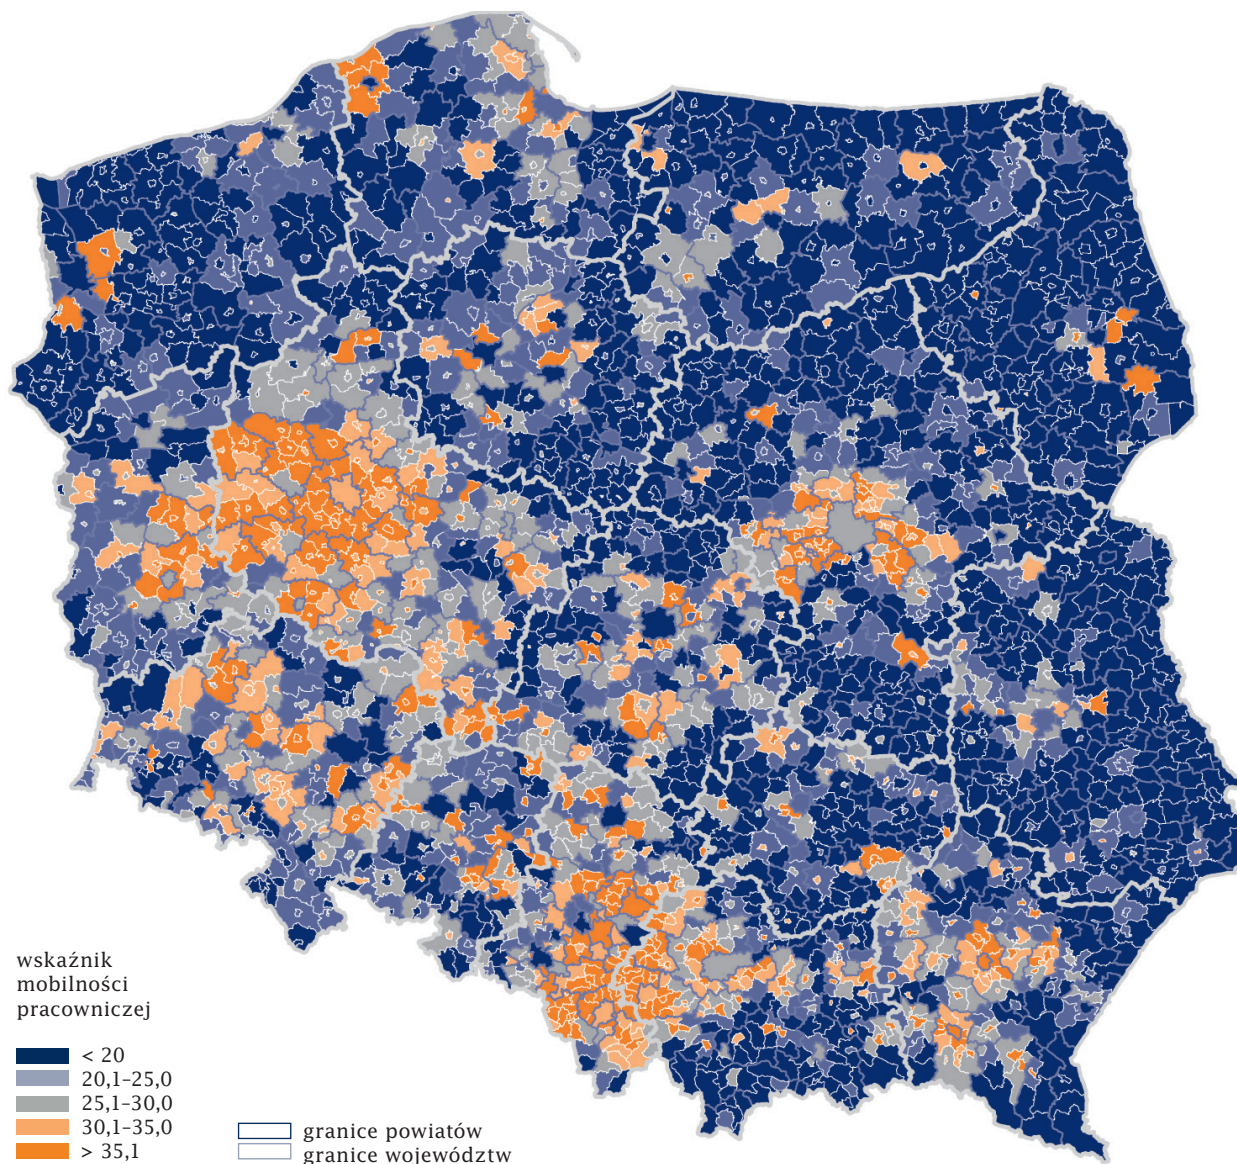 wskaźnik
mobilności
pracowniczej
< 20
20,1–25,0
25,1–30,0
30,1–35,0
> 35,1
granice powiatów
granice województw